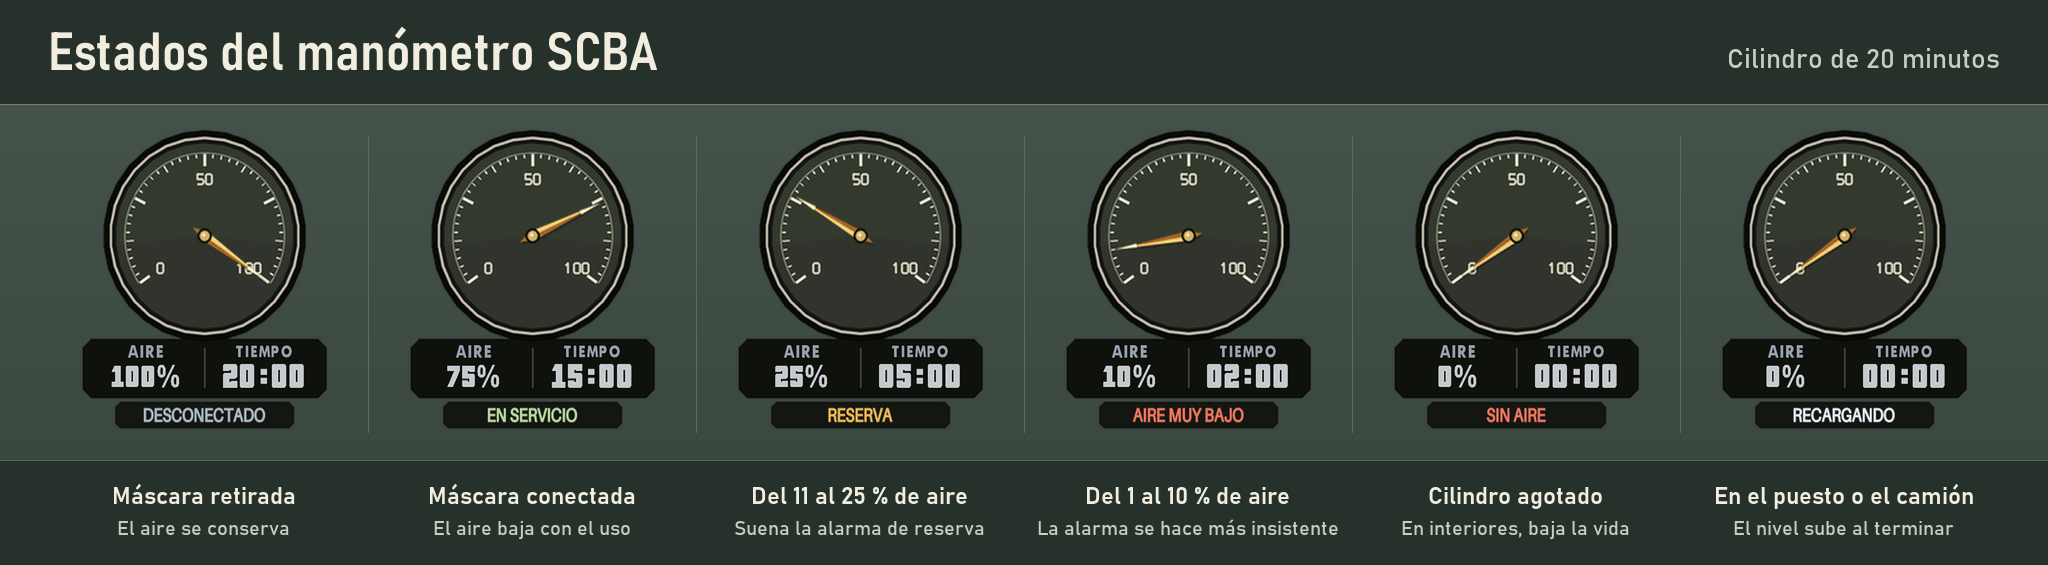 Estados del manómetro SCBA
Cilindro de 20 minutos
50
0
100
AIRE
TIEMPO
100%
20:00
DESCONECTADO
Máscara retirada
El aire se conserva
50
0
100
AIRE
TIEMPO
75%
15:00
EN SERVICIO
Máscara conectada
El aire baja con el uso
50
0
100
AIRE
TIEMPO
25%
05:00
RESERVA
Del 11 al 25 % de aire
Suena la alarma de reserva
50
0
100
AIRE
TIEMPO
10%
02:00
AIRE MUY BAJO
Del 1 al 10 % de aire
La alarma se hace más insistente
50
0
100
AIRE
TIEMPO
0%
00:00
SIN AIRE
Cilindro agotado
En interiores, baja la vida
50
0
100
AIRE
TIEMPO
0%
00:00
RECARGANDO
En el puesto o el camión
El nivel sube al terminar